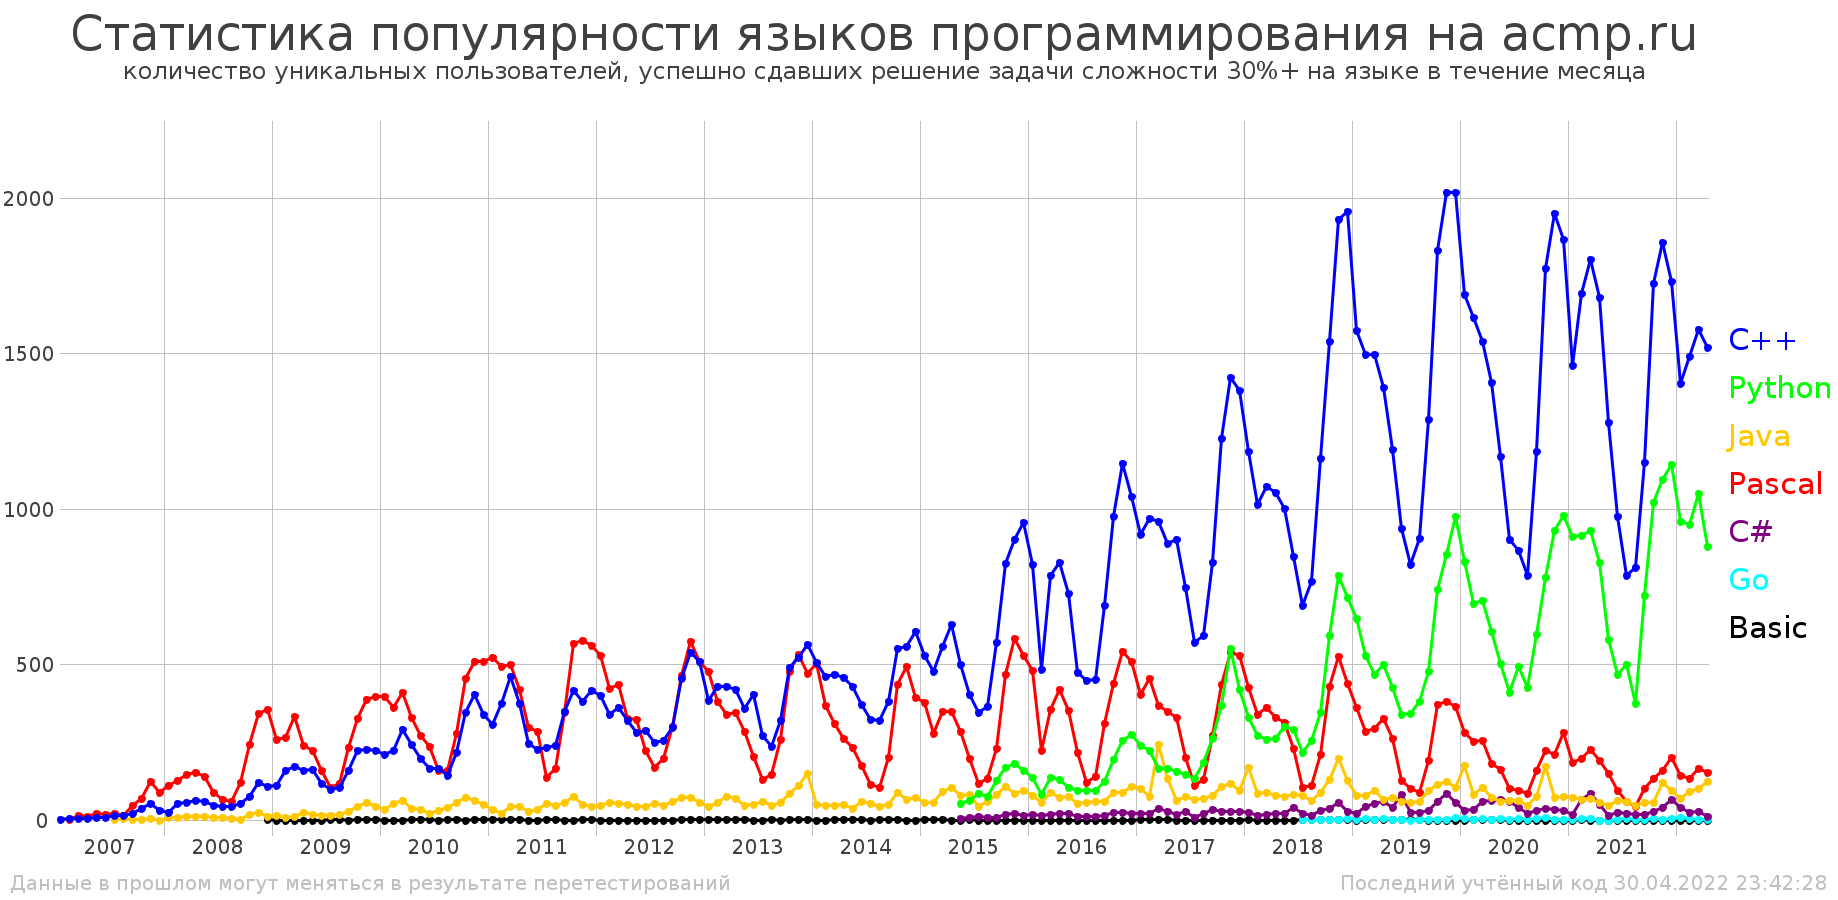 Статистика популярности языков программирования на acmp.ru
количество уникальных пользователей, успешно сдавших решение задачи сложности 30%+ на языке в течение месяца
2000
1500
1000
500
0
C++
Python
Java
Pascal
C#
Go
Basic
2007 2008 2009 2010 2011 2012 2013 2014 2015 2016 2017 2018 2019 2020 2021
Данные в прошлом могут меняться в результате перетестирований
Последний учтённый код 30.04.2022 23:42:28